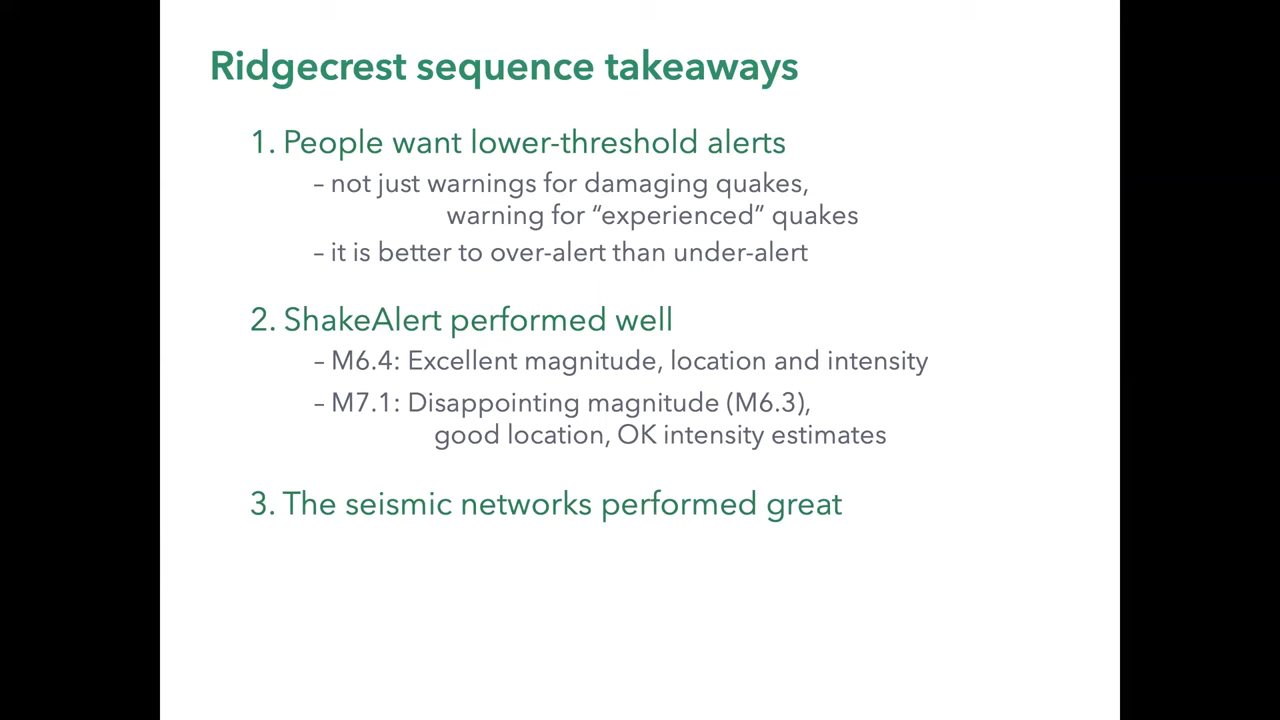 Ridgecrest sequence takeaways
1. People want lower-threshold alerts
– not just warnings for damaging quakes,
warning for “experienced” quakes
– it is better to over-alert than under-alert
2. ShakeAlert performed well
– M6.4: Excellent magnitude, location and intensity
– M7.1: Disappointing magnitude (M6.3),
good location, OK intensity estimates
3. The seismic networks performed great